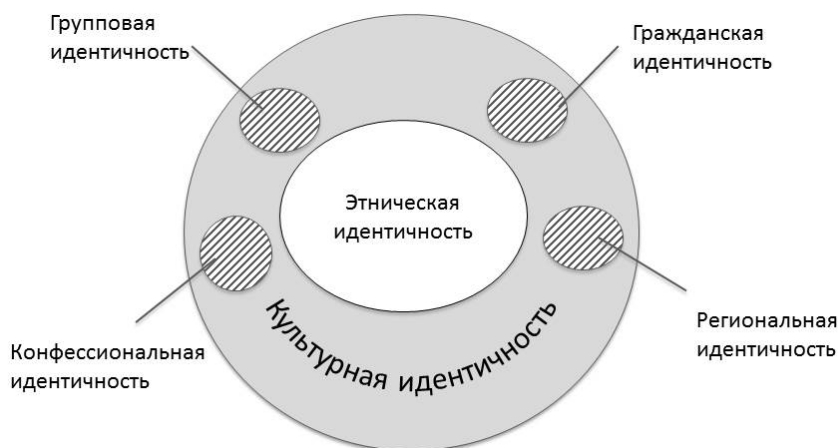 Групповая
идентичность
Гражданская
идентичность
Этническая
идентичность
Культурная идентичность
Конфессиональная
идентичность
Региональная
идентичность